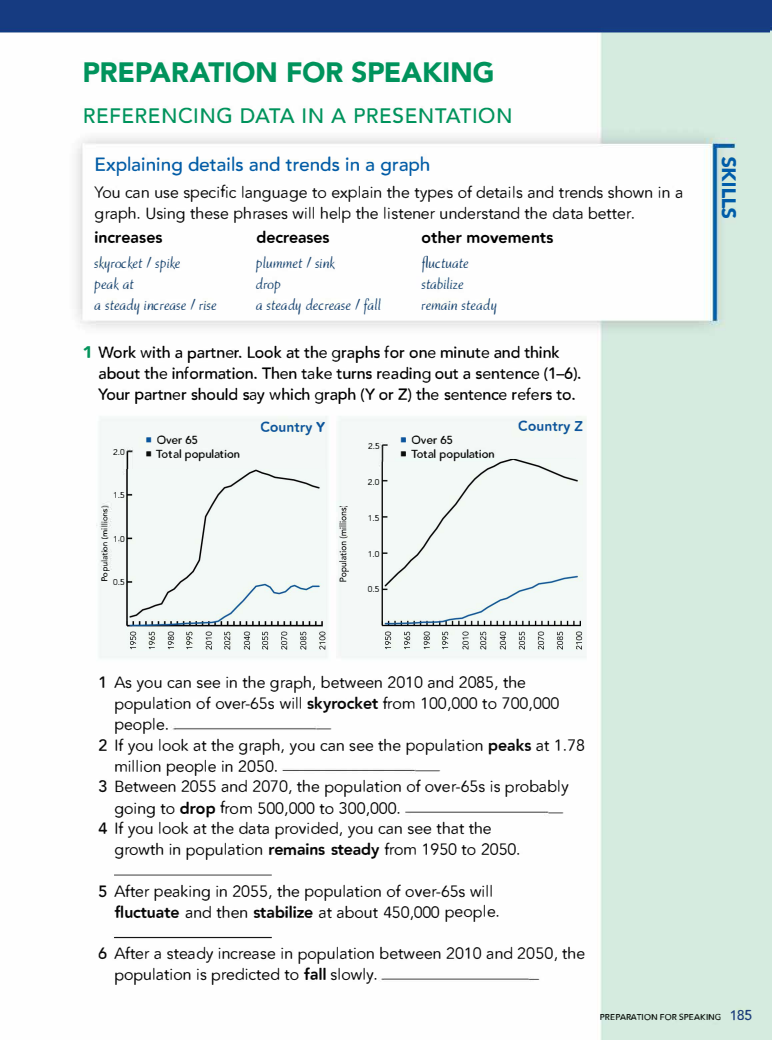 PREPARATION FOR SPEAKING
REFERENCING DATA IN A PRESENTATION
SKILLS
Explaining details and trends in a graph
You can use specific language to explain the types of details and trends shown in a
graph. Using these phrases will help the listener understand the data better.
increases decreases other movements
skyrocket / spike plummet / sink fluctuate
peak at drop stabilize
a steady increase / rise a steady decrease / fall remain steady
1 Work with a partner. Look at the graphs for one minute and think
about the information. Then take turns reading out a sentence (1–6).
Your partner should say which graph (Y or Z) the sentence refers to.
Country Y
Over 65
Total population
Population (millions)
2.0
1.5
1.0
0.5
1950 1965 1980 1995 2010 2025 2040 2055 2070 2085 2100
Country Z
Over 65
Total population
Population (millions)
2.5
2.0
1.5
1.0
0.5
1950 1965 1980 1995 2010 2025 2040 2055 2070 2085 2100
1 As you can see in the graph, between 2010 and 2085, the
population of over-65s will skyrocket from 100,000 to 700,000
people.
2 If you look at the graph, you can see the population peaks at 1.78
million people in 2050.
3 Between 2055 and 2070, the population of over-65s is probably
going to drop from 500,000 to 300,000.
4 If you look at the data provided, you can see that the
growth in population remains steady from 1950 to 2050.
5 After peaking in 2055, the population of over-65s will
fluctuate and then stabilize at about 450,000 people.
6 After a steady increase in population between 2010 and 2050, the
population is predicted to fall slowly.
PREPARATION FOR SPEAKING 185